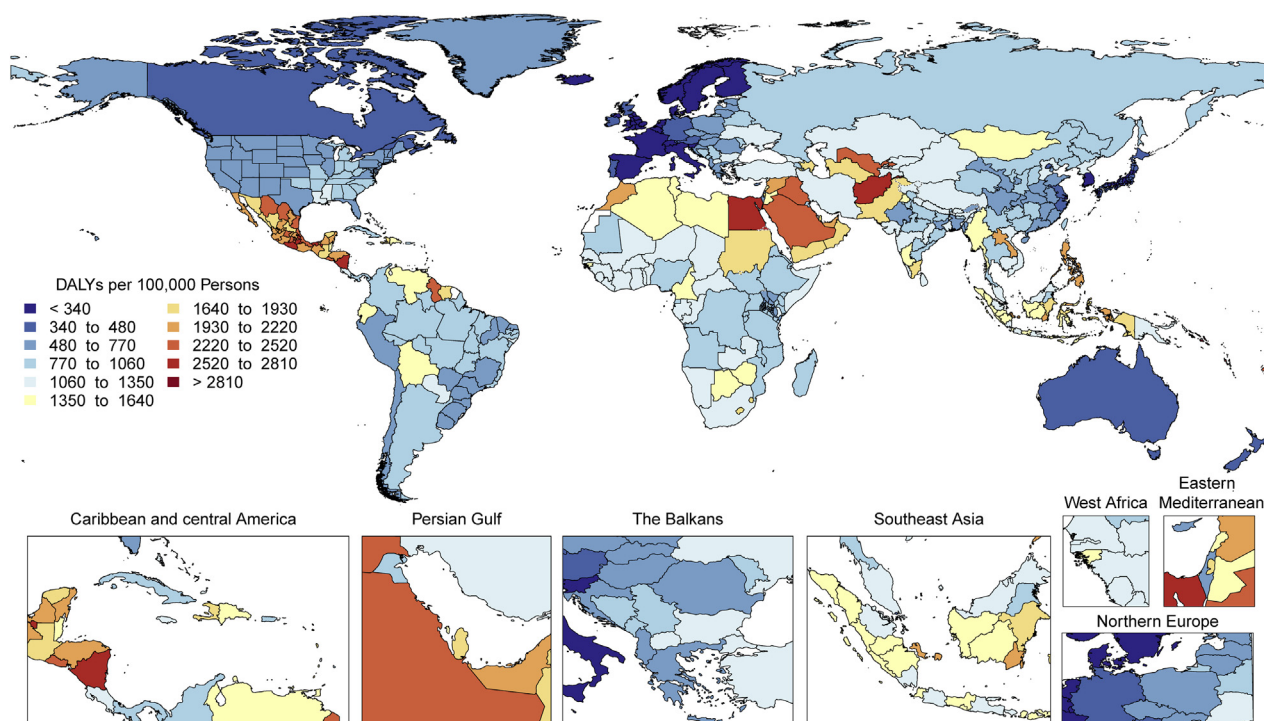 DALYs per 100,000 Persons
< 340
340 to 480
480 to 770
770 to 1060
1060 to 1350
1350 to 1640
1640 to 1930
1930 to 2220
2220 to 2520
2520 to 2810
> 2810
Caribbean and central America
Persian Gulf
The Balkans
Southeast Asia
West Africa
Eastern
Mediterranean
Northern Europe